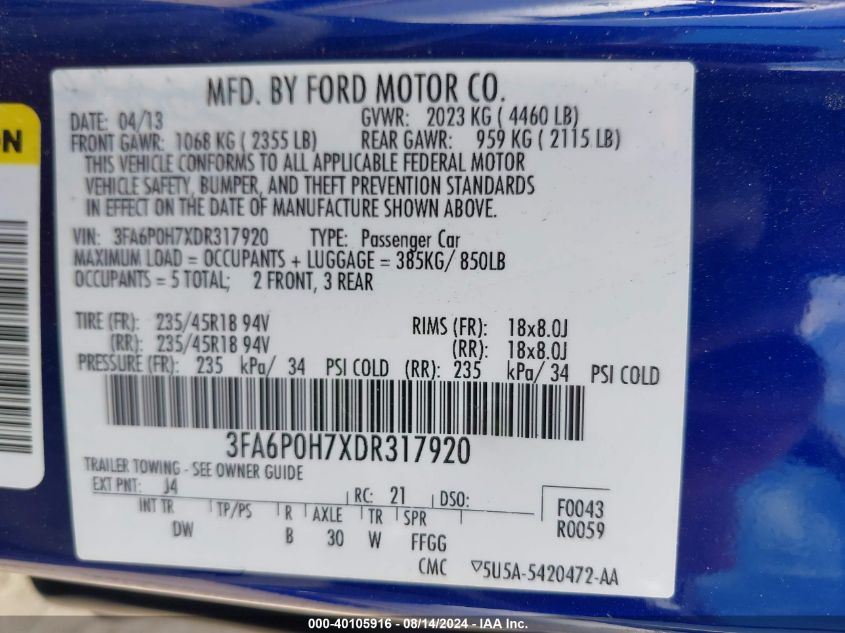 MFD. BY FORD MOTOR CO.
DATE: 04/13 GVWR: 2023 KG ( 4460 LB)
FRONT GAWR: 1068 KG ( 2355 LB) REAR GAWR: 959 KG ( 2115 LB)
THIS VEHICLE CONFORMS TO ALL APPLICABLE FEDERAL MOTOR
VEHICLE SAFETY, BUMPER, AND THEFT PREVENTION STANDARDS
IN EFFECT ON THE DATE OF MANUFACTURE SHOWN ABOVE.
VIN: 3FA6P0H7XDR317920 TYPE: Passenger Car
MAXIMUM LOAD = OCCUPANTS + LUGGAGE = 385KG/ 850LB
OCCUPANTS = 5 TOTAL; 2 FRONT, 3 REAR
TIRE (FR): 235/45R18 94V RIMS (FR): 18x8.0J
(RR): 235/45R18 94V (RR): 18x8.0J
PRESSURE (FR): 235 kPa/ 34 PSI COLD (RR): 235 kPa/ 34 PSI COLD
3FA6P0H7XDR317920
TRAILER TOWING - SEE OWNER GUIDE
EXT PNT: J4 RC: 21 DSO: F0043
INT TR TP/PS R AXLE TR SPR R0059
DW B 30 W FFGG
CMC ▽5U5A-5420472-AA
ON
000-40105916 - 08/14/2024 - IAA Inc.